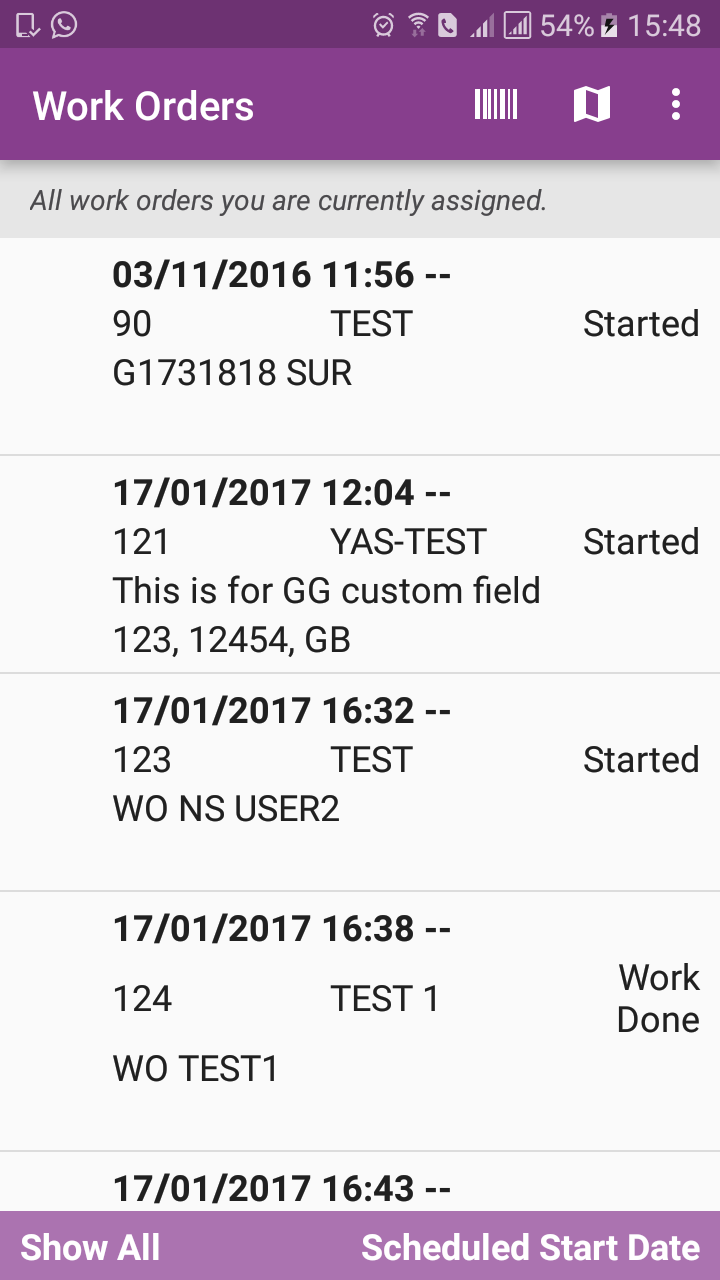 54% 15:48
Work Orders
All work orders you are currently assigned.
03/11/2016 11:56 --
90 TEST Started
G1731818 SUR
17/01/2017 12:04 --
121 YAS-TEST Started
This is for GG custom field
123, 12454, GB
17/01/2017 16:32 --
123 TEST Started
WO NS USER2
17/01/2017 16:38 --
124 TEST 1 Work
Done
WO TEST1
17/01/2017 16:43 --
Show All Scheduled Start Date